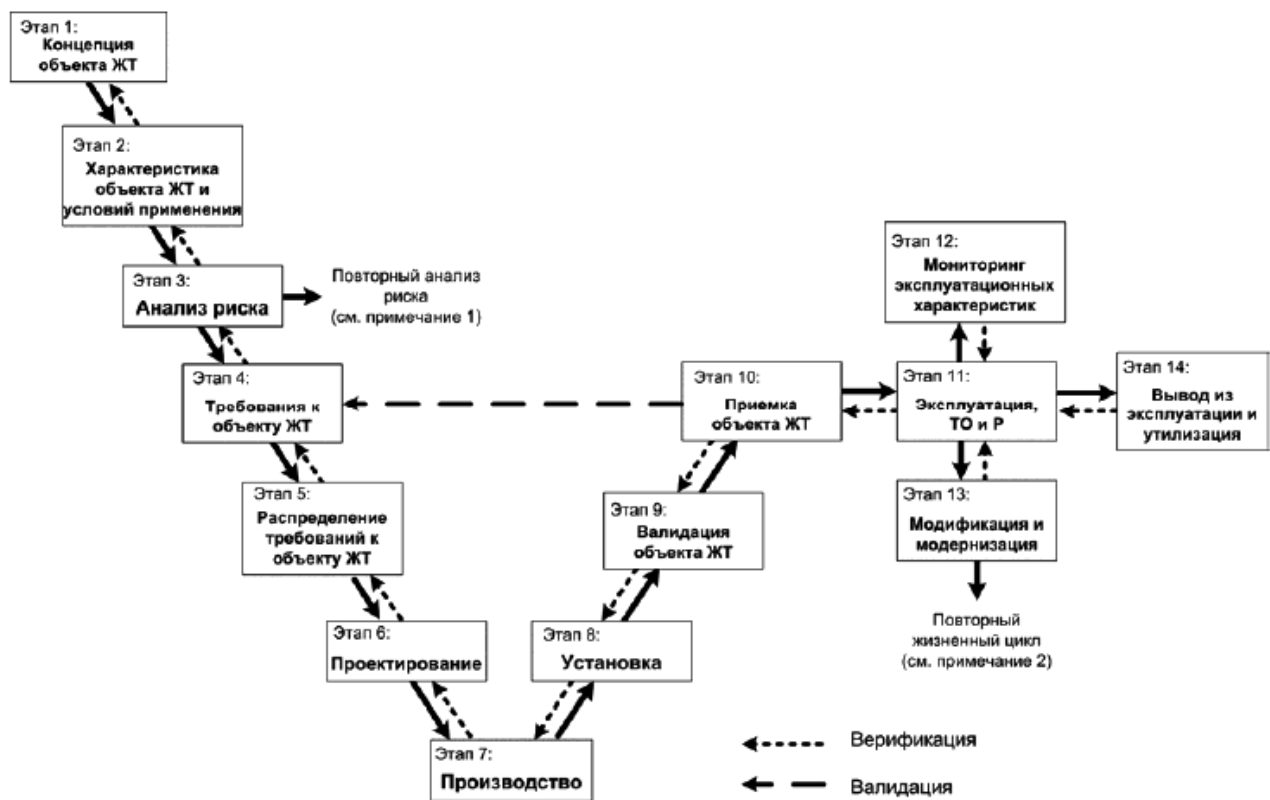 Этап 1:
Концепция
объекта ЖТ
Этап 2:
Характеристика
объекта ЖТ и
условий применения
Этап 3:
Анализ риска
Повторный анализ
риска
(см. примечание 1)
Этап 4:
Требования к
объекту ЖТ
Этап 5:
Распределение
требований к
объекту ЖТ
Этап 6:
Проектирование
Этап 7:
Производство
Этап 8:
Установка
Этап 9:
Валидация
объекта ЖТ
Этап 10:
Приемка
объекта ЖТ
Этап 11:
Эксплуатация,
ТО и Р
Этап 12:
Мониторинг
эксплуатационных
характеристик
Этап 13:
Модификация и
модернизация
Повторный
жизненный цикл
(см. примечание 2)
Этап 14:
Вывод из
эксплуатации и
утилизация
Верификация
Валидация